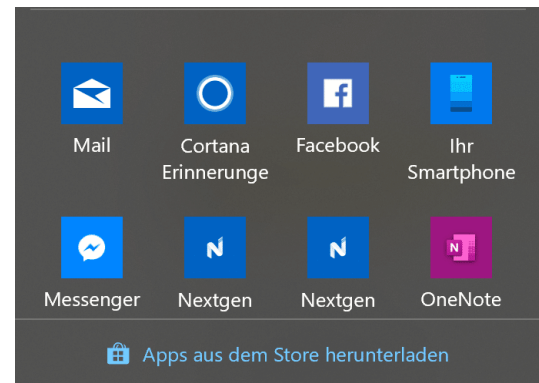 Mail
Cortana
Erinnerunge
Facebook
Ihr
Smartphone
Messenger
Nextgen
Nextgen
OneNote
Apps aus dem Store herunterladen